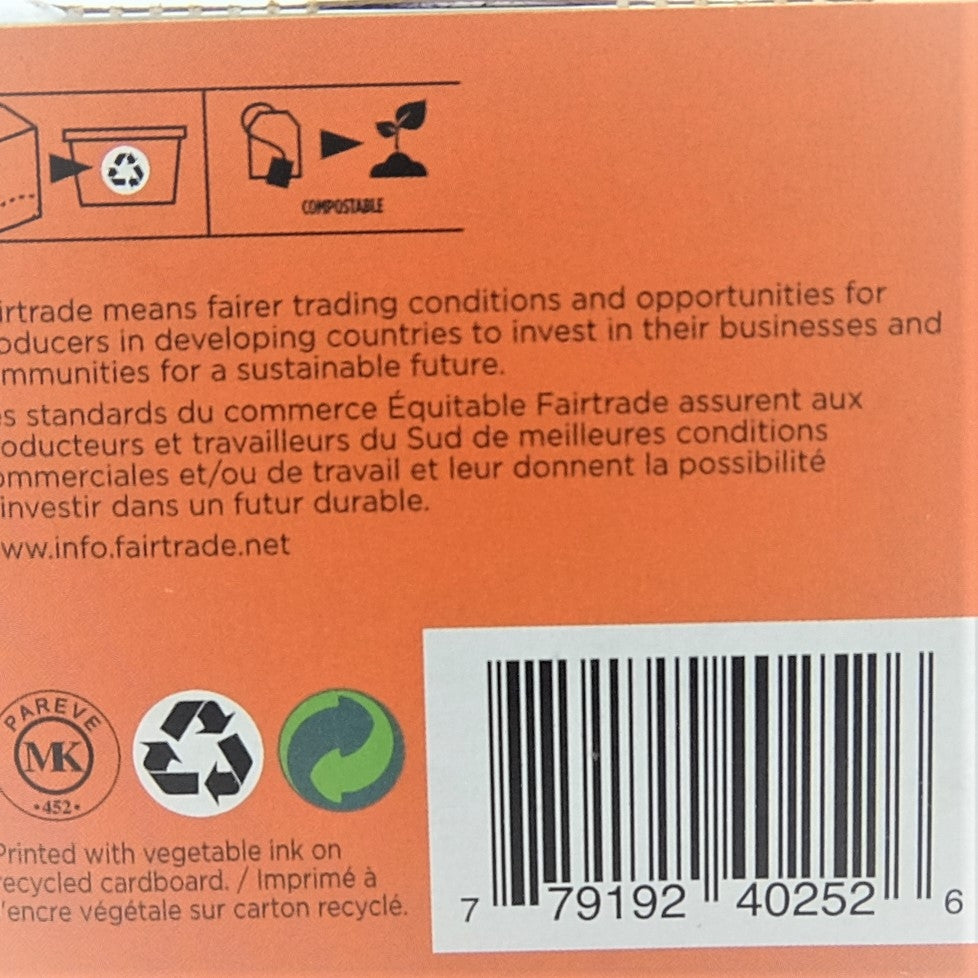 COMPOSTABLE
irtrade means fairer trading conditions and opportunities for
oducers in developing countries to invest in their businesses and
mmunities for a sustainable future.
es standards du commerce Équitable Fairtrade assurent aux
oducteurs et travailleurs du Sud de meilleures conditions
ommerciales et/ou de travail et leur donnent la possibilité
'investir dans un futur durable.
ww.info.fairtrade.net
PAREVE
MK
•452•
Printed with vegetable ink on
recycled cardboard. / Imprimé à
l'encre végétale sur carton recyclé.
7 79192 40252 6